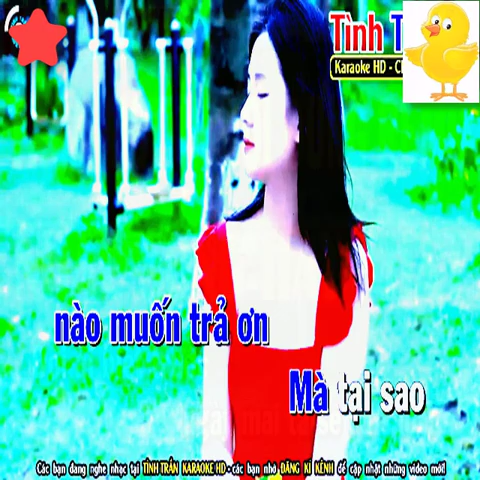 Tình T
Karaoke HD - C
nào muốn trả ơn
Mà tại sao
Các bạn đang nghe nhạc tại TÌNH TRẦN KARAOKE HD - các bạn nhớ ĐĂNG KÍ KÊNH để cập nhật những video mới!